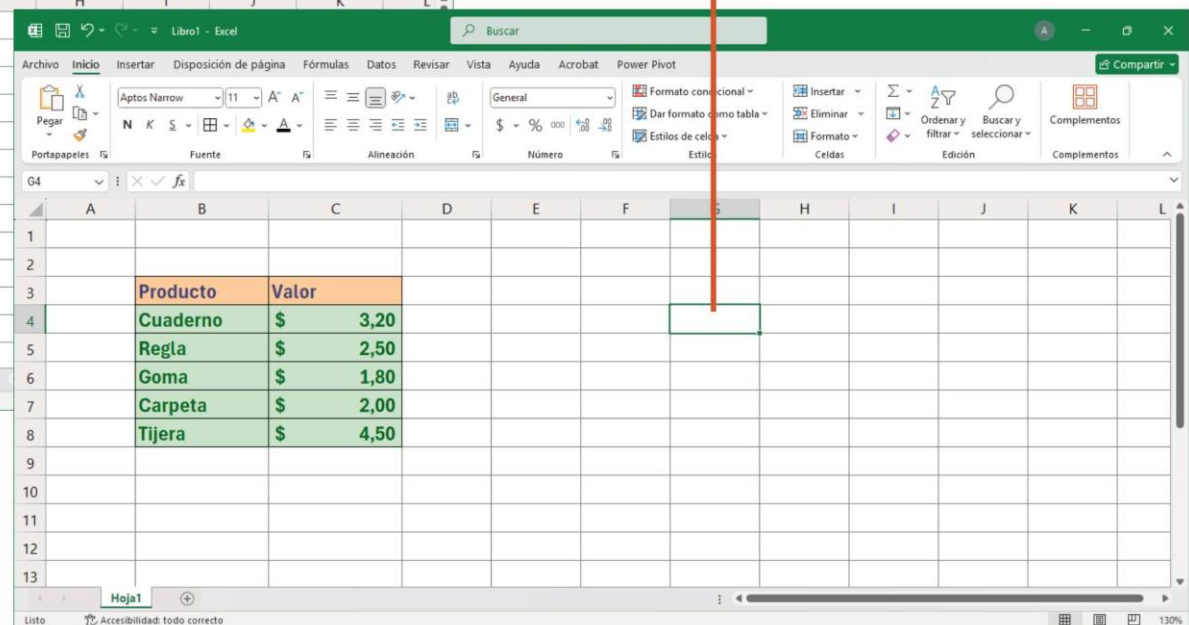 H I J K L
Libro1 - Excel Buscar A
Archivo Inicio Insertar Disposición de página Fórmulas Datos Revisar Vista Ayuda Acrobat Power Pivot Compartir
Pegar
Portapapeles
Aptos Narrow 11 A A
N K S A
Fuente
ab
Alineación
General
$ % 000
Número
Formato condicional
Dar formato como tabla
Estilos de celda
Estilos
Insertar
Eliminar
Formato
Celdas
Ordenar y filtrar
Buscar y seleccionar
Edición
Complementos
Complementos
G4 fx
A B C D E F G H I J K L
1
2
3 Producto Valor
4 Cuaderno $ 3,20
5 Regla $ 2,50
6 Goma $ 1,80
7 Carpeta $ 2,00
8 Tijera $ 4,50
9
10
11
12
13
Hoja1
Listo Accesibilidad: todo correcto 130%